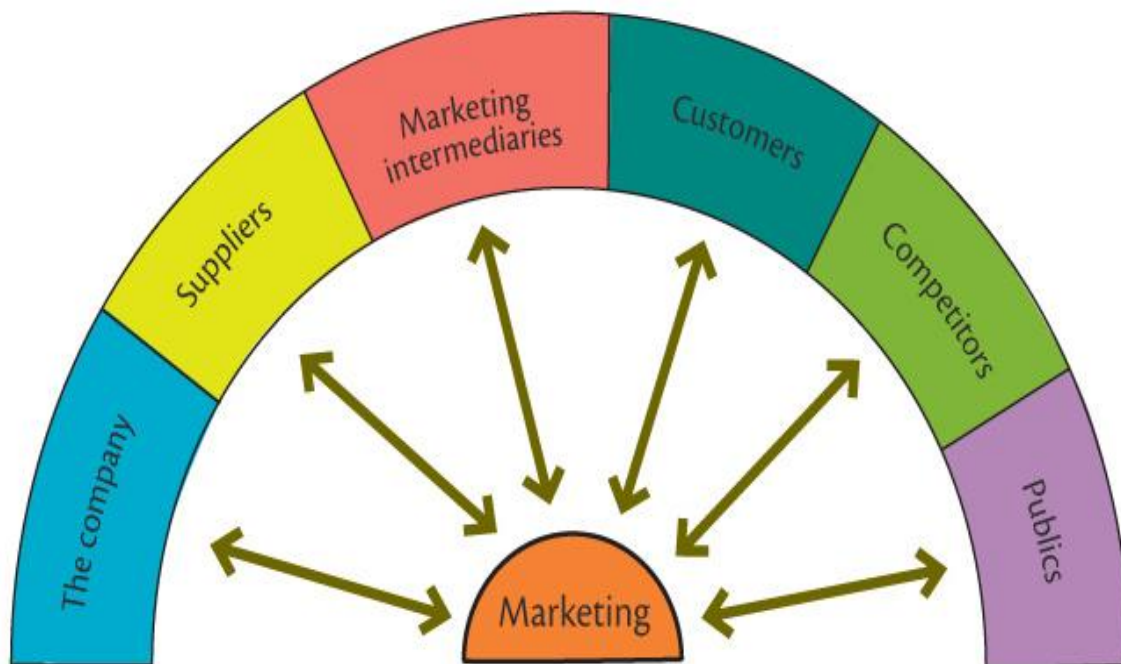 The company
Suppliers
Marketing
intermediaries
Customers
Competitors
Publics
Marketing